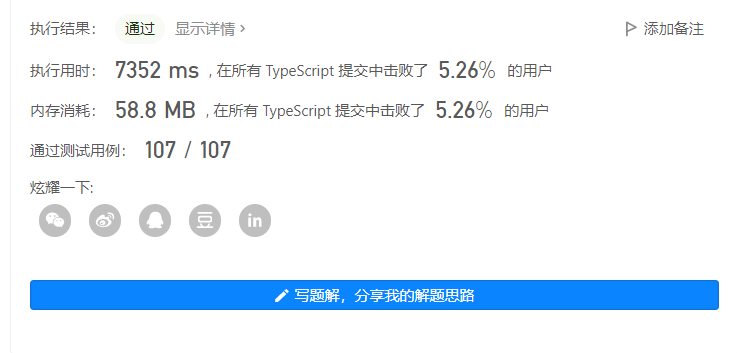 执行结果： 通过 显示详情 › 添加备注
执行用时： 7352 ms , 在所有 TypeScript 提交中击败了 5.26% 的用户
内存消耗： 58.8 MB , 在所有 TypeScript 提交中击败了 5.26% 的用户
通过测试用例： 107 / 107
炫耀一下:
豆 in
写题解，分享我的解题思路